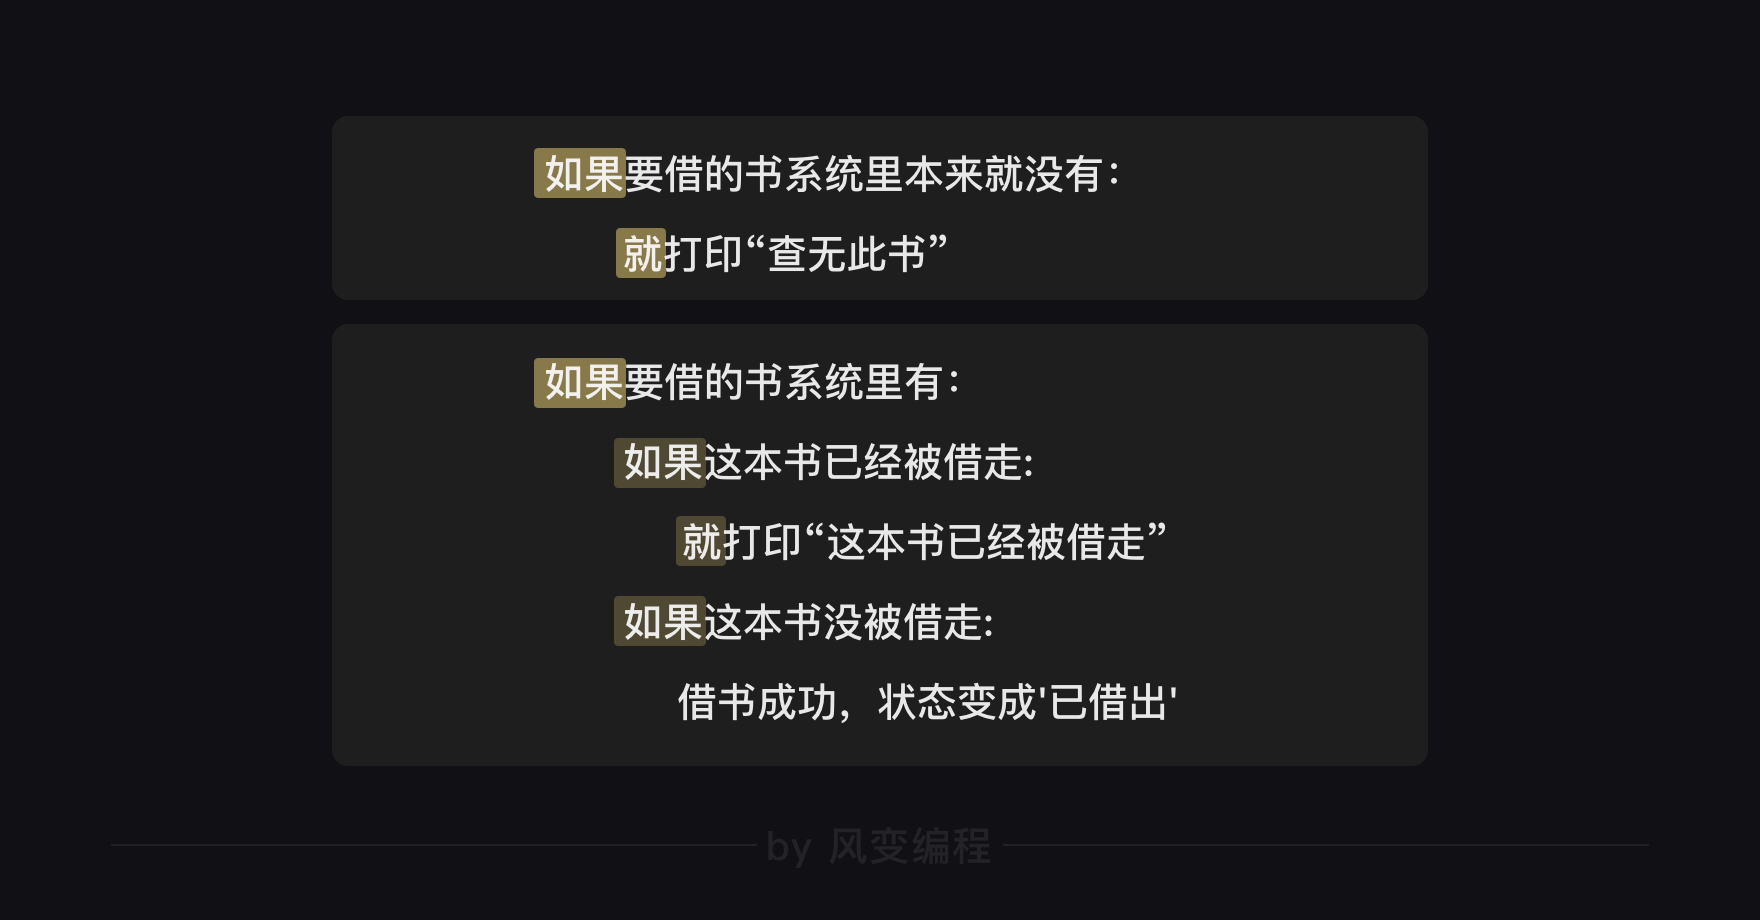 如果要借的书系统里本来就没有：
就打印“查无此书”
如果要借的书系统里有：
如果这本书已经被借走:
就打印“这本书已经被借走”
如果这本书没被借走:
借书成功，状态变成'已借出'
by 风变编程